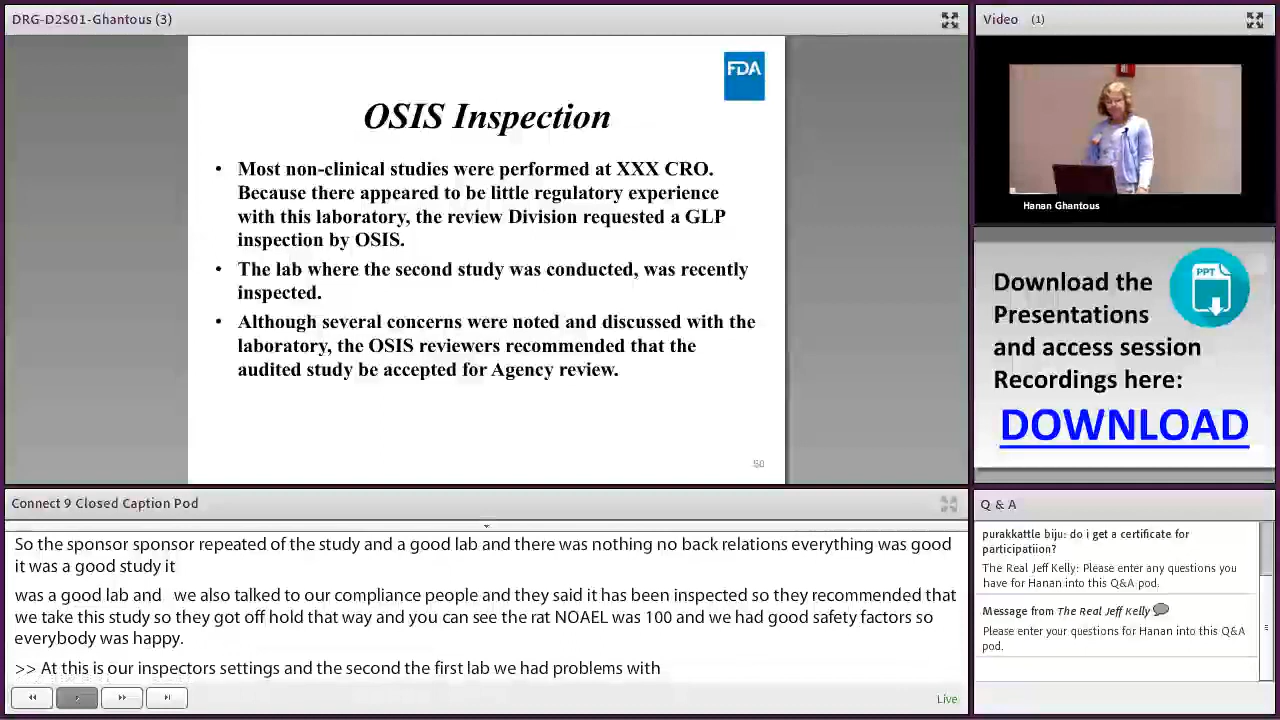 DRG-D2S01-Ghantous (3)
FDA
OSIS Inspection
• Most non-clinical studies were performed at XXX CRO.
Because there appeared to be little regulatory experience
with this laboratory, the review Division requested a GLP
inspection by OSIS.
• The lab where the second study was conducted, was recently
inspected.
• Although several concerns were noted and discussed with the
laboratory, the OSIS reviewers recommended that the
audited study be accepted for Agency review.
50
Video (1)
Hanan Ghantous
PPT
Download the
Presentations
and access session
Recordings here:
DOWNLOAD
Connect 9 Closed Caption Pod
So the sponsor sponsor repeated of the study and a good lab and there was nothing no back relations everything was good
it was a good study it
was a good lab and we also talked to our compliance people and they said it has been inspected so they recommended that
we take this study so they got off hold that way and you can see the rat NOAEL was 100 and we had good safety factors so
everybody was happy.
>> At this is our inspectors settings and the second the first lab we had problems with
Live
Q & A
purakkattle biju: do i get a certificate for
participatiion?
The Real Jeff Kelly: Please enter any questions you
have for Hanan into this Q&A pod.
Message from The Real Jeff Kelly
Please enter your questions for Hanan into this Q&A
pod.